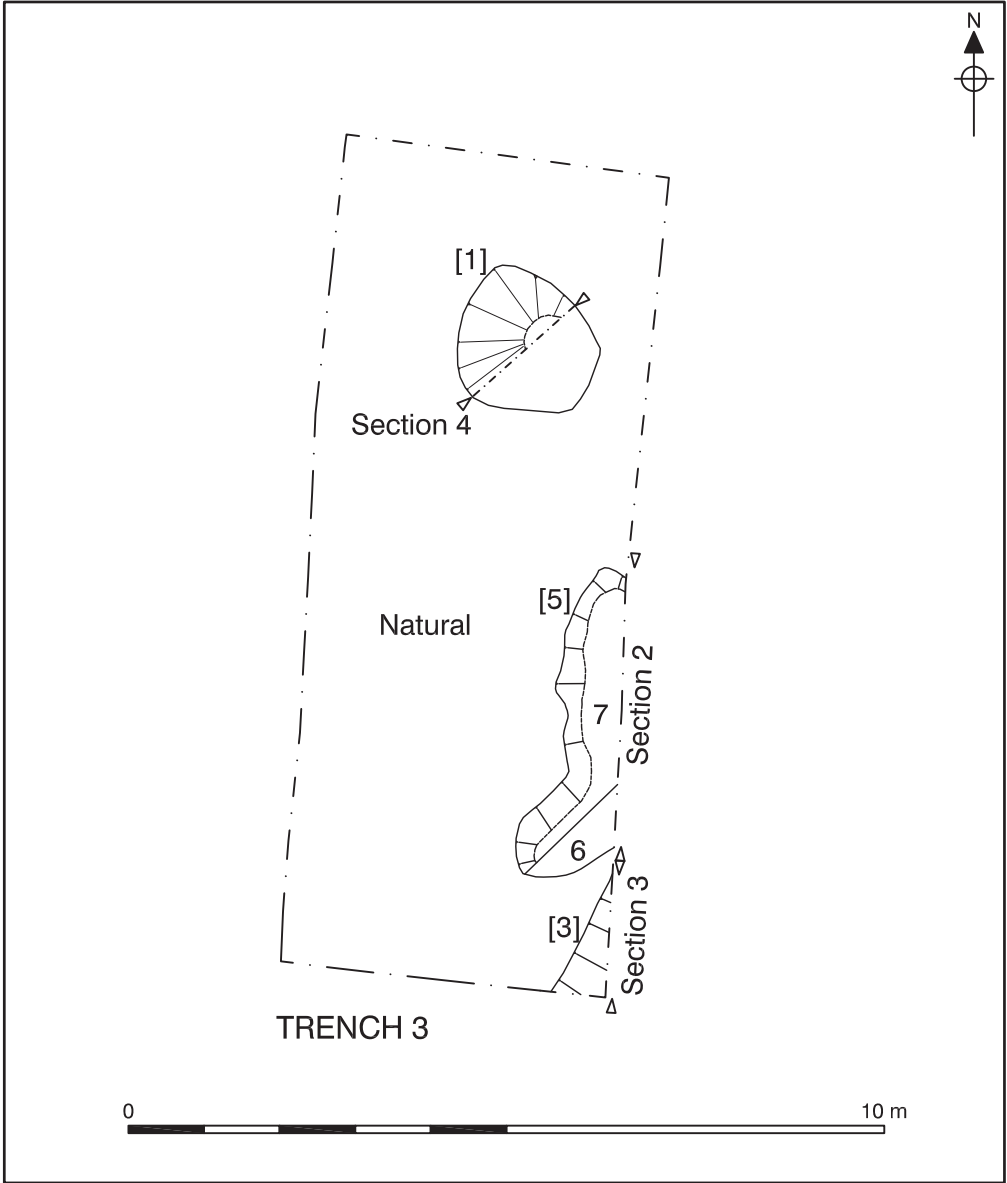 N
[1]
Section 4
[5]
Natural
Section 2
7
6
[3]
Section 3
TRENCH 3
0
10 m